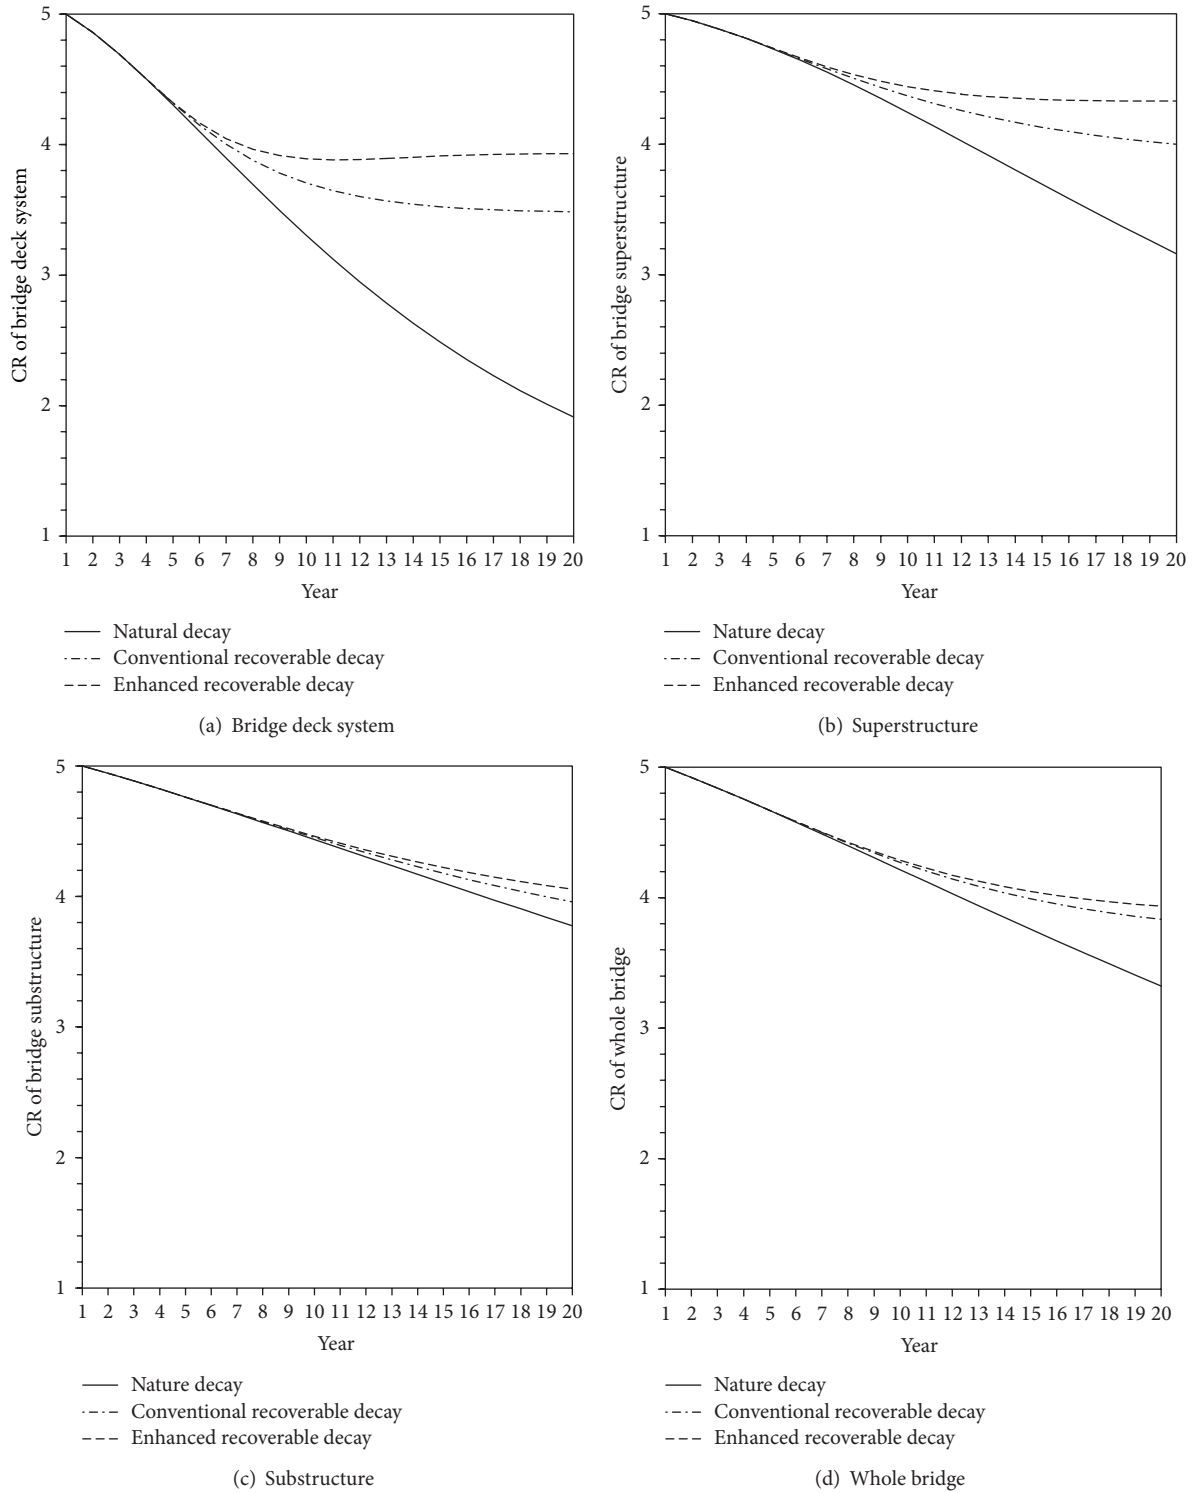 5
4
3
2
1
CR of bridge deck system
1 2 3 4 5 6 7 8 9 10 11 12 13 14 15 16 17 18 19 20
Year
Natural decay
Conventional recoverable decay
Enhanced recoverable decay
(a) Bridge deck system
5
4
3
2
1
CR of bridge superstructure
1 2 3 4 5 6 7 8 9 10 11 12 13 14 15 16 17 18 19 20
Year
Nature decay
Conventional recoverable decay
Enhanced recoverable decay
(b) Superstructure
5
4
3
2
1
CR of bridge substructure
1 2 3 4 5 6 7 8 9 10 11 12 13 14 15 16 17 18 19 20
Year
Nature decay
Conventional recoverable decay
Enhanced recoverable decay
(c) Substructure
5
4
3
2
1
CR of whole bridge
1 2 3 4 5 6 7 8 9 10 11 12 13 14 15 16 17 18 19 20
Year
Nature decay
Conventional recoverable decay
Enhanced recoverable decay
(d) Whole bridge